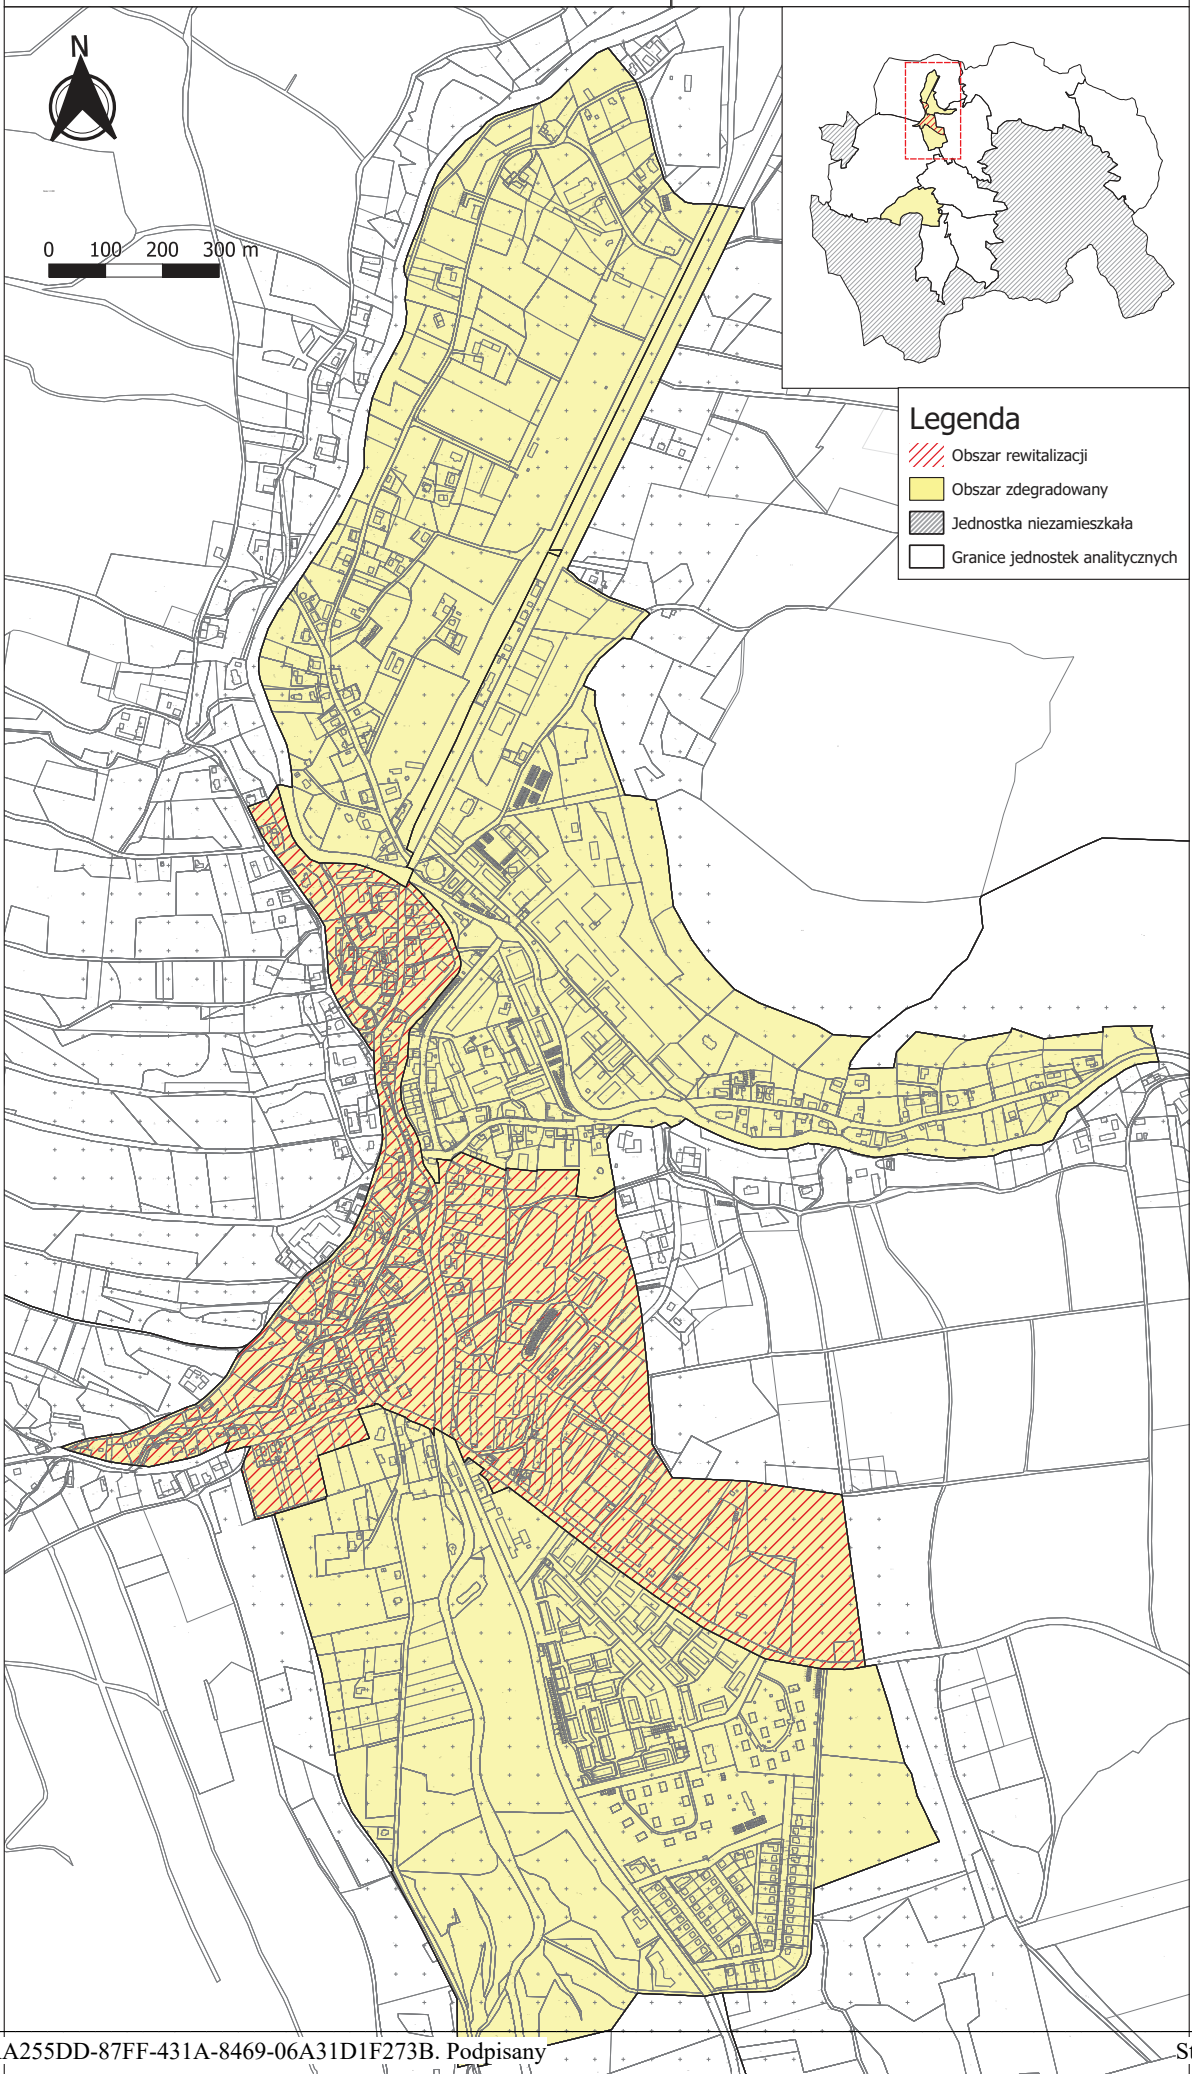 N
0 100 200 300 m
Legenda
Obszar rewitalizacji
Obszar zdegradowany
Jednostka niezamieszkała
Granice jednostek analitycznych
A255DD-87FF-431A-8469-06A31D1F273B. Podpisany
St